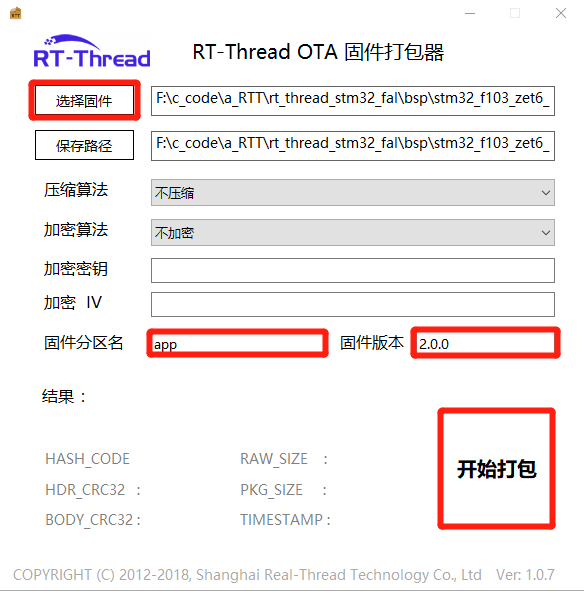 RT-Thread
RT-Thread OTA 固件打包器
选择固件 F:\c_code\a_RTT\rt_thread_stm32_fal\bsp\stm32_f103_zet6_
保存路径 F:\c_code\a_RTT\rt_thread_stm32_fal\bsp\stm32_f103_zet6_
压缩算法 不压缩
加密算法 不加密
加密密钥
加密 IV
固件分区名 app 固件版本 2.0.0
结果：
开始打包
HASH_CODE RAW_SIZE :
HDR_CRC32 : PKG_SIZE :
BODY_CRC32 : TIMESTAMP :
COPYRIGHT (C) 2012-2018, Shanghai Real-Thread Technology Co., Ltd Ver: 1.0.7